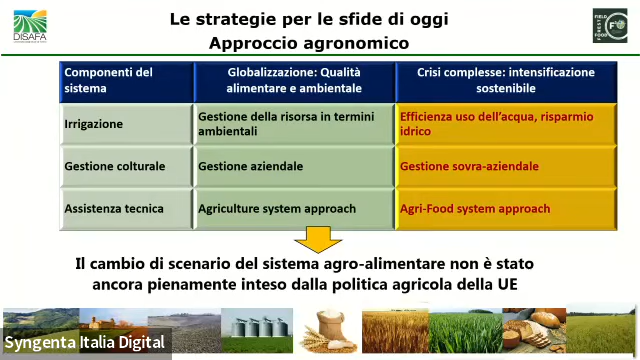 Le strategie per le sfide di oggi
Approccio agronomico
DISAFA
Componenti del sistema
Globalizzazione: Qualità alimentare e ambientale
Crisi complesse: intensificazione sostenibile
Irrigazione
Gestione della risorsa in termini ambientali
Efficienza uso dell'acqua, risparmio idrico
Gestione colturale
Gestione aziendale
Gestione sovra-aziendale
Assistenza tecnica
Agriculture system approach
Agri-Food system approach
Il cambio di scenario del sistema agro-alimentare non è stato
ancora pienamente inteso dalla politica agricola della UE
Syngenta Italia Digital